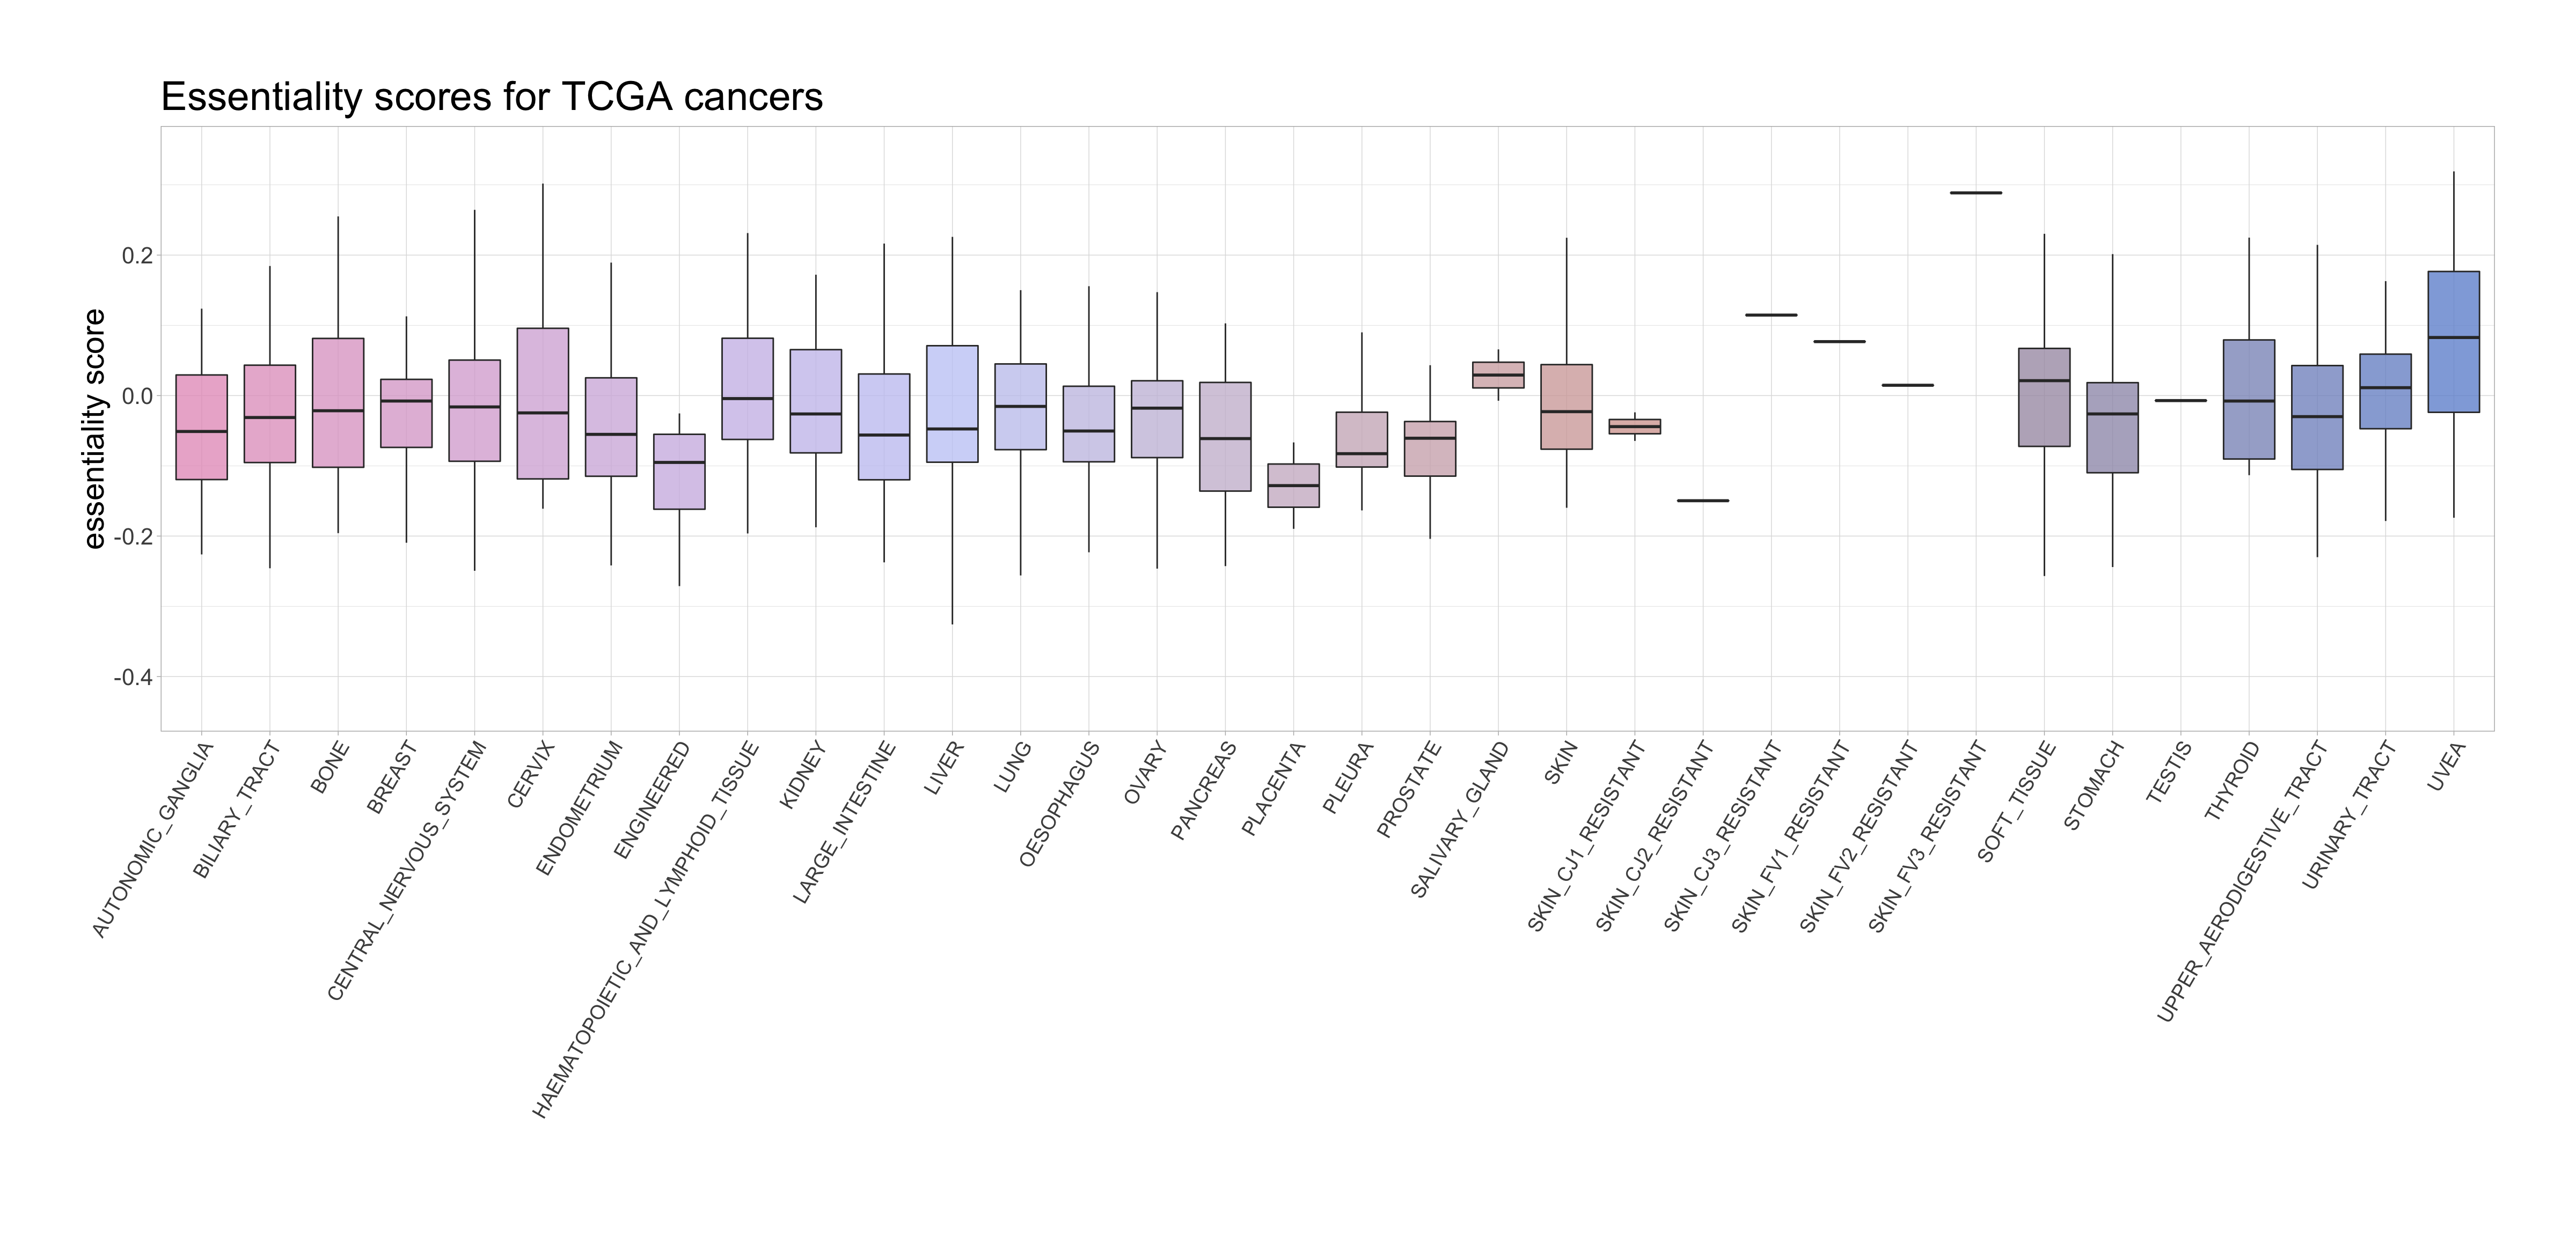 Essentiality scores for TCGA cancers
essentiality score
0.2
0.0
-0.2
-0.4
AUTONOMIC_GANGLIA
BILIARY_TRACT
BONE
BREAST
CENTRAL_NERVOUS_SYSTEM
CERVIX
ENDOMETRIUM
ENGINEERED
HAEMATOPOIETIC_AND_LYMPHOID_TISSUE
KIDNEY
LARGE_INTESTINE
LIVER
LUNG
OESOPHAGUS
OVARY
PANCREAS
PLACENTA
PLEURA
PROSTATE
SALIVARY_GLAND
SKIN
SKIN_CJ1_RESISTANT
SKIN_CJ2_RESISTANT
SKIN_CJ3_RESISTANT
SKIN_FV1_RESISTANT
SKIN_FV2_RESISTANT
SKIN_FV3_RESISTANT
SOFT_TISSUE
STOMACH
TESTIS
THYROID
UPPER_AERODIGESTIVE_TRACT
URINARY_TRACT
UVEA